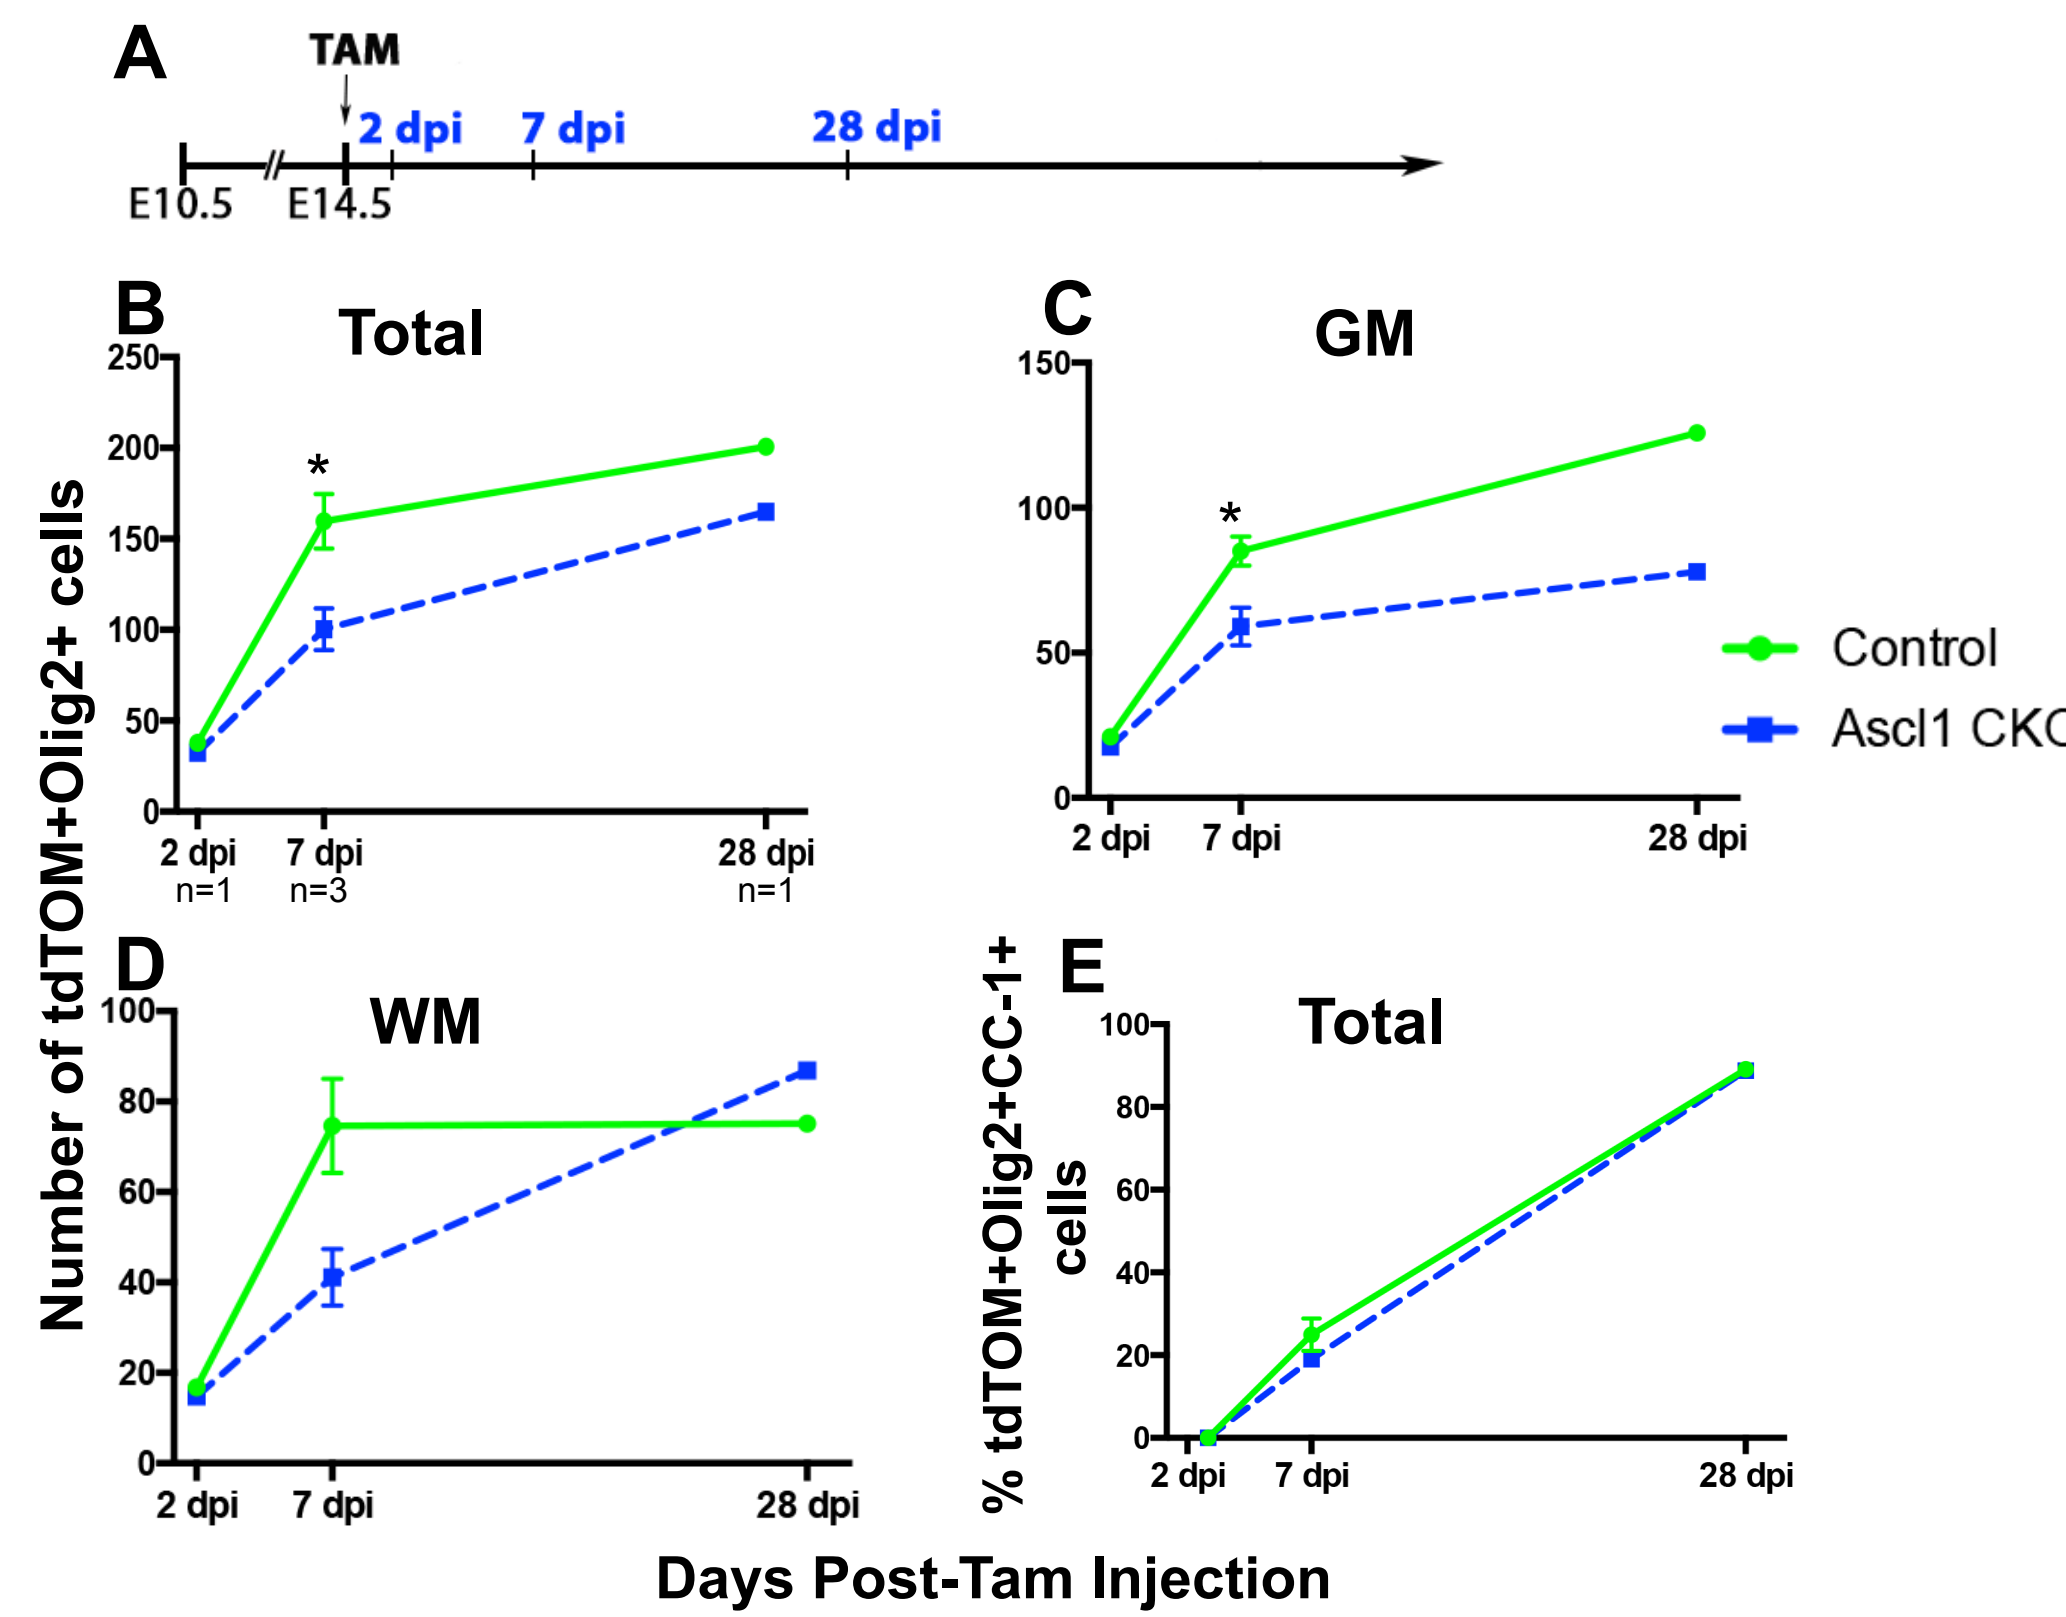 A
TAM
2 dpi 7 dpi 28 dpi
E10.5 E14.5
B
Total
250
200
150
100
50
0
*
2 dpi 7 dpi 28 dpi
n=1 n=3 n=1
C
GM
150
100
50
0
*
2 dpi 7 dpi 28 dpi
Control
Ascl1 CKO
Number of tdTOM+Olig2+ cells
D
WM
100
80
60
40
20
0
2 dpi 7 dpi 28 dpi
E
Total
% tdTOM+Olig2+CC-1+
cells
100
80
60
40
20
0
2 dpi 7 dpi 28 dpi
Days Post-Tam Injection